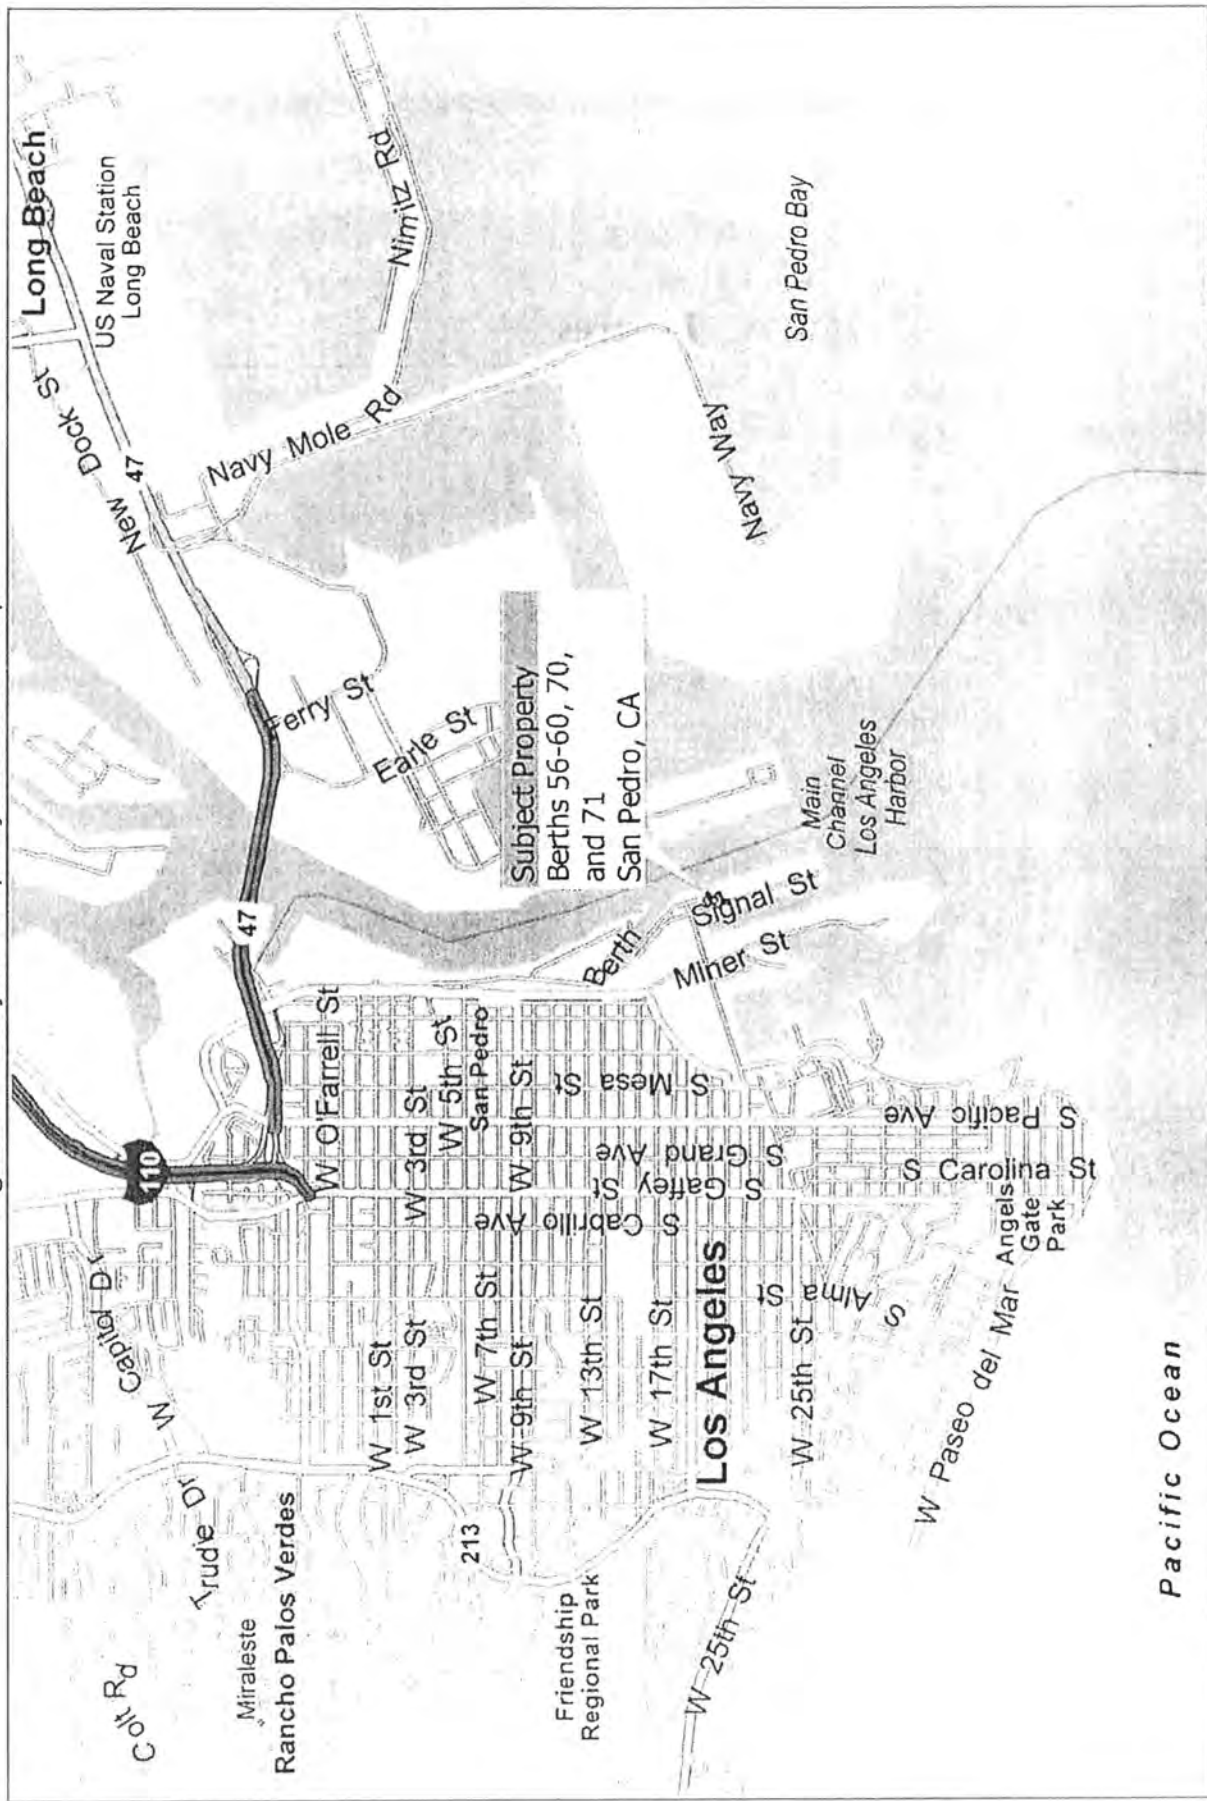 Long Beach
US Naval Station
Long Beach
New Dock St
47
Navy Mole Rd
Nimitz Rd
San Pedro Bay
Navy Way
Ferry St
Earle St
Subject Property
Berths 56-60, 70,
and 71
San Pedro, CA
Main
Channel
Los Angeles
Harbor
47
Berth
Signal St
Miner St
110
W O'Farrell St
W 3rd St
W 5th St
San Pedro
W 9th St
S Mesa St
S Grand Ave
S Gaffey St
S Cabrillo Ave
S Pacific Ave
S Carolina St
Angels
Gate
Park
W Capitol Dr
Trudie Dr
Colt Rd
Miraleste
Rancho Palos Verdes
W 1st St
W 3rd St
W 7th St
W 9th St
W 13th St
W 17th St
Los Angeles
W 25th St
S Alma St
213
Friendship
Regional Park
W 25th St
W Paseo del Mar
Pacific Ocean